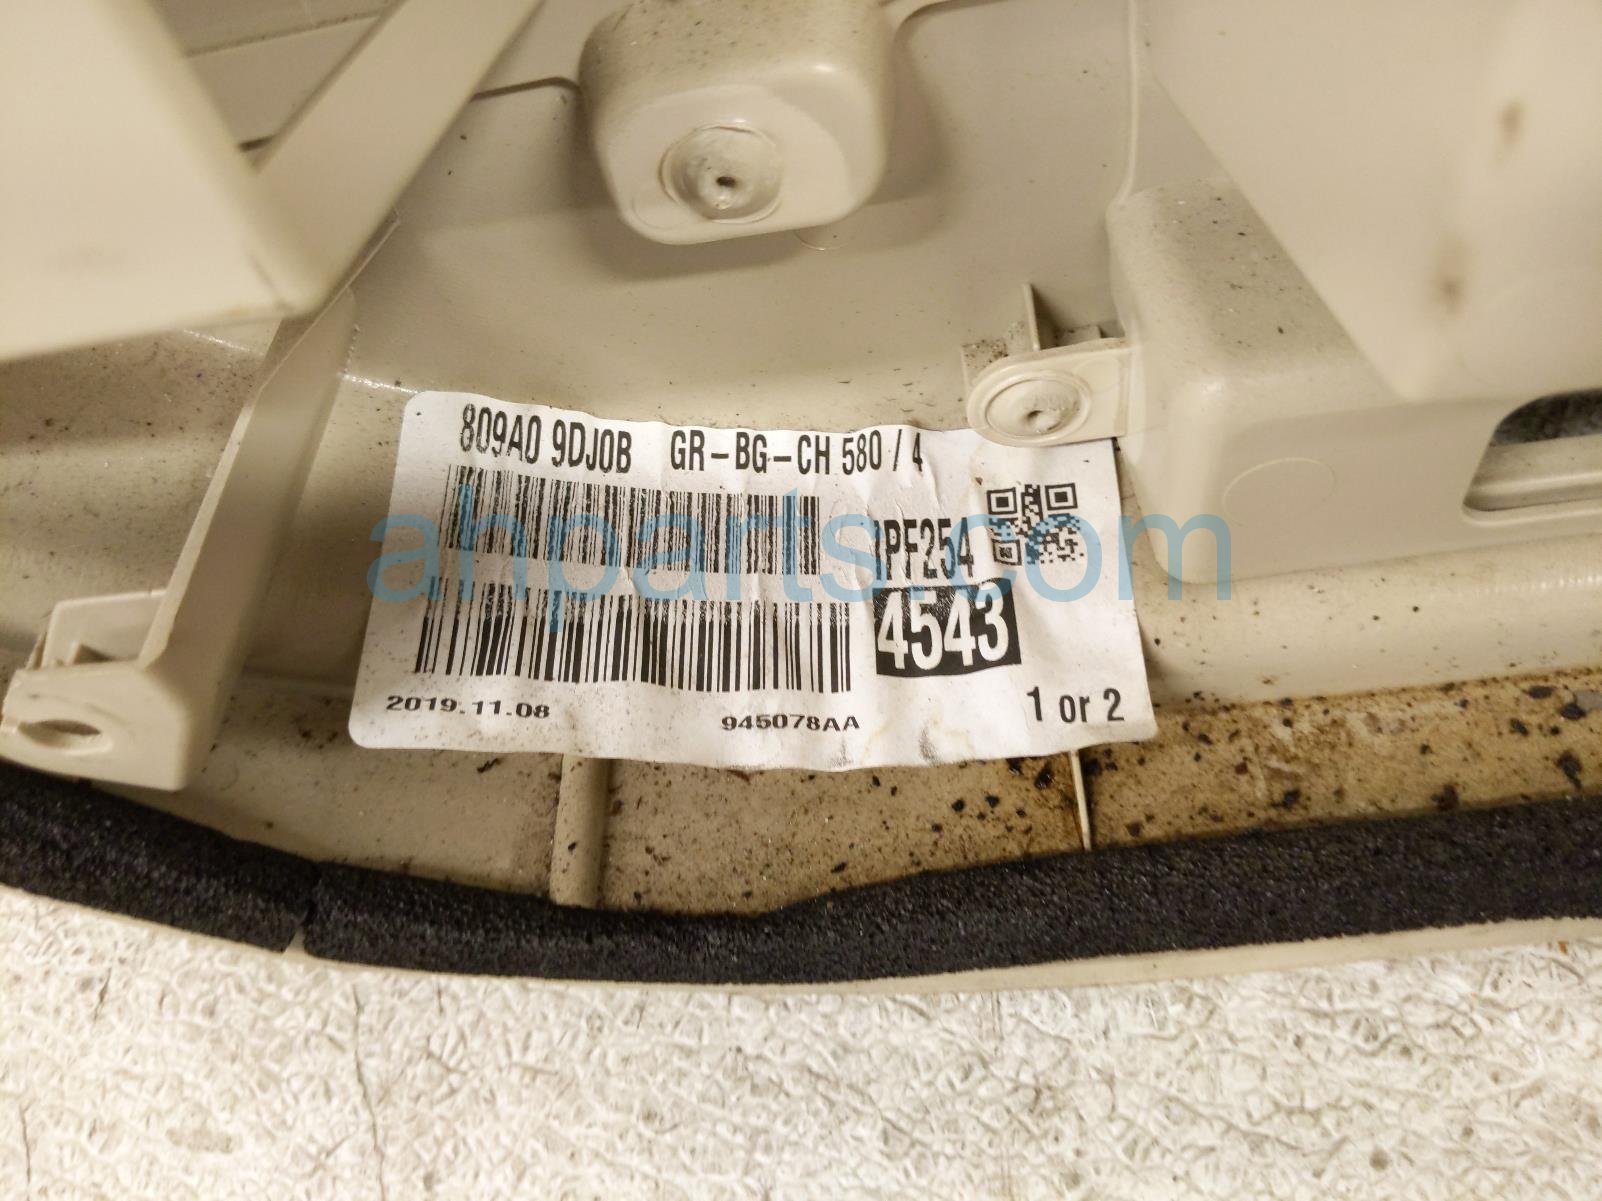 809A0 9DJ0B GR-BG-CH 580 / 4
PF254
4543
2019.11.08 945078AA 1 or 2
ahparts.com